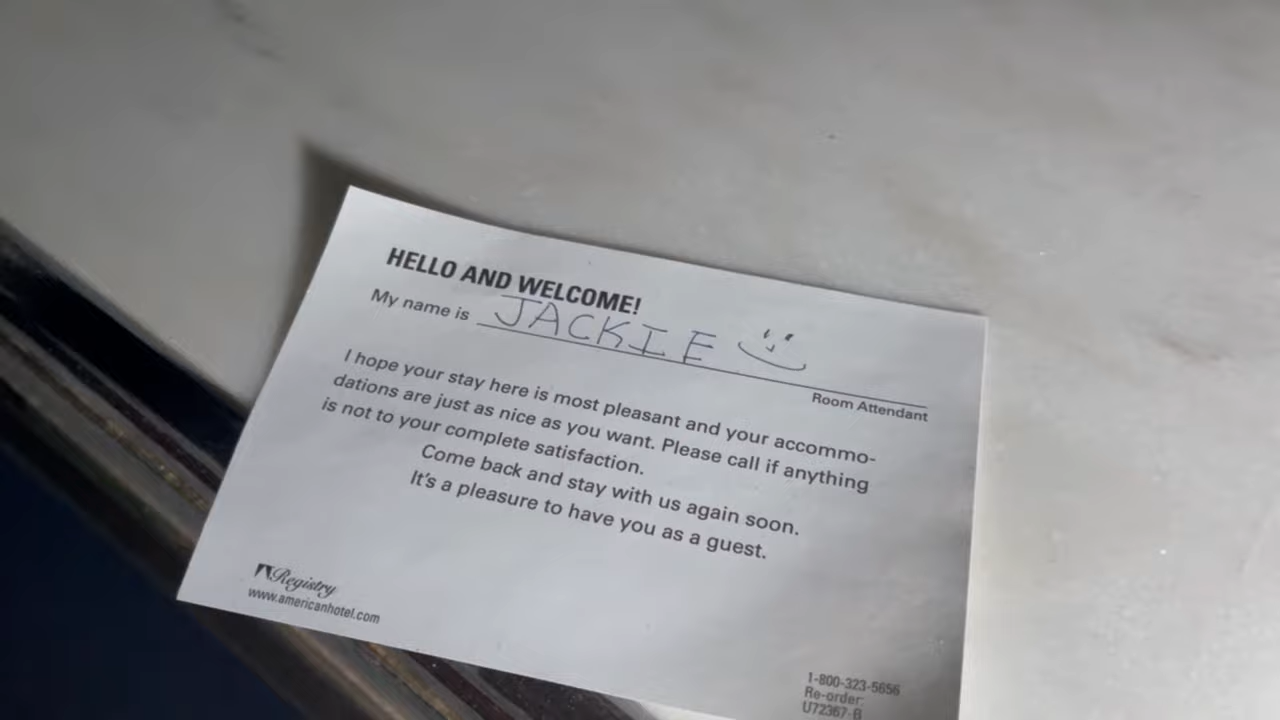 HELLO AND WELCOME!
My name is JACKIE
Room Attendant
I hope your stay here is most pleasant and your accommo-
dations are just as nice as you want. Please call if anything
is not to your complete satisfaction.
Come back and stay with us again soon.
It's a pleasure to have you as a guest.
Registry
www.americanhotel.com
1-800-323-5656
Re-order:
U72367-B